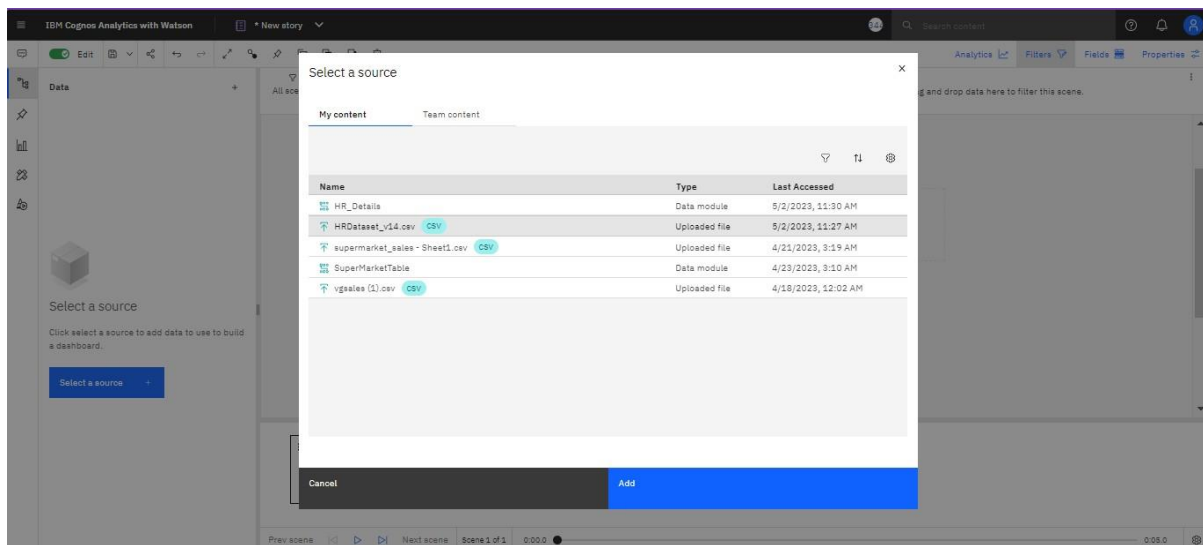 IBM Cognos Analytics with Watson
* New story
Search content
Edit
Analytics
Filters
Fields
Properties
Data
Select a source
My content
Team content
g and drop data here to filter this scene.
Name Type Last Accessed
HR_Details Data module 5/2/2023, 11:30 AM
HRDataset_v14.csv CSV Uploaded file 5/2/2023, 11:27 AM
supermarket_sales - Sheet1.csv CSV Uploaded file 4/21/2023, 3:19 AM
SuperMarketTable Data module 4/23/2023, 3:10 AM
vgsales (1).csv CSV Uploaded file 4/18/2023, 12:02 AM
Select a source
Click select a source to add data to use to build
a dashboard.
Select a source +
Cancel
Add
Prev scene
Next scene
Scene 1 of 1
0:00.0
0:05.0